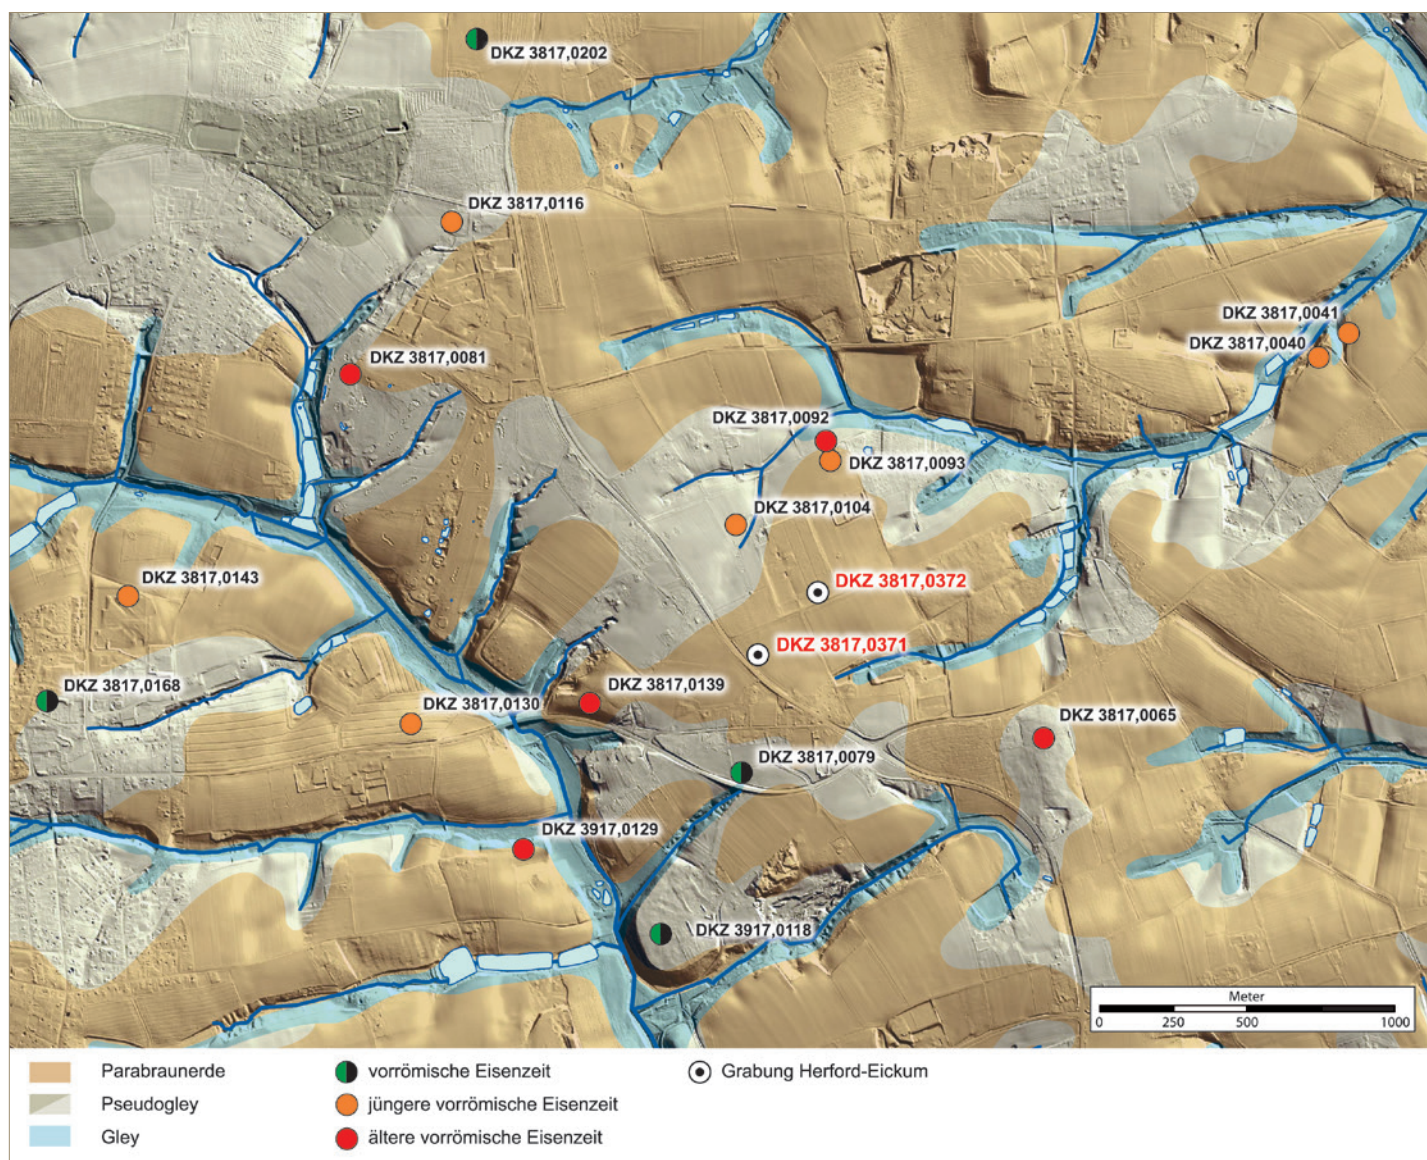 DKZ 3817,0202
DKZ 3817,0116
DKZ 3817,0041
DKZ 3817,0040
DKZ 3817,0081
DKZ 3817,0092
DKZ 3817,0093
DKZ 3817,0104
DKZ 3817,0143
DKZ 3817,0372
DKZ 3817,0371
DKZ 3817,0168
DKZ 3817,0139
DKZ 3817,0130
DKZ 3817,0065
DKZ 3817,0079
DKZ 3917,0129
DKZ 3917,0118
Meter
0 250 500 1000
Parabraunerde
Pseudogley
Gley
vorrömische Eisenzeit
jüngere vorrömische Eisenzeit
ältere vorrömische Eisenzeit
Grabung Herford-Eickum